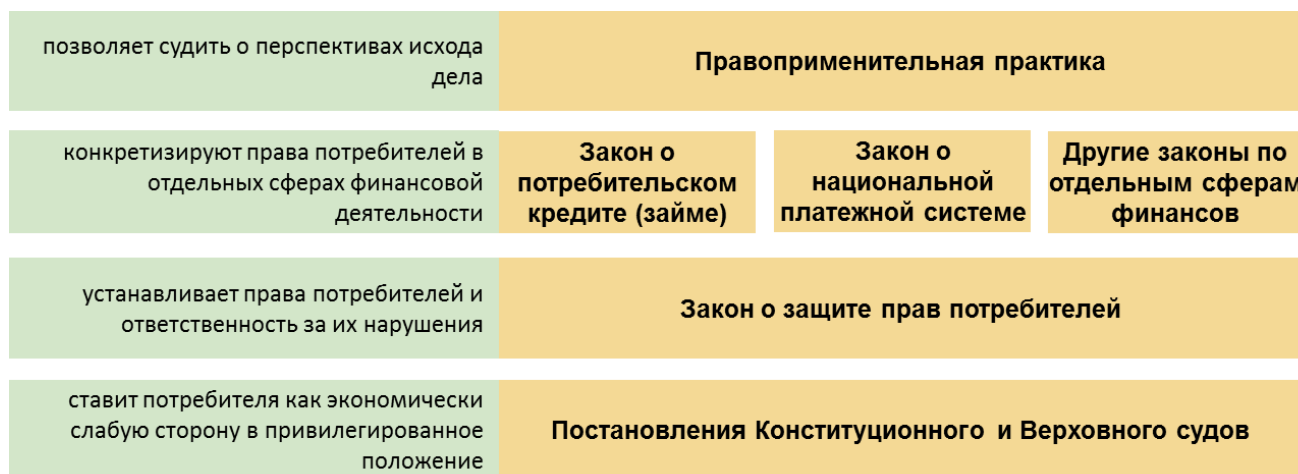 позволяет судить о перспективах исхода
дела
Правоприменительная практика
конкретизируют права потребителей в
отдельных сферах финансовой
деятельности
Закон о
потребительском
кредите (займе)
Закон о
национальной
платежной системе
Другие законы по
отдельным сферам
финансов
устанавливает права потребителей и
ответственность за их нарушения
Закон о защите прав потребителей
ставит потребителя как экономически
слабую сторону в привилегированное
положение
Постановления Конституционного и Верховного судов